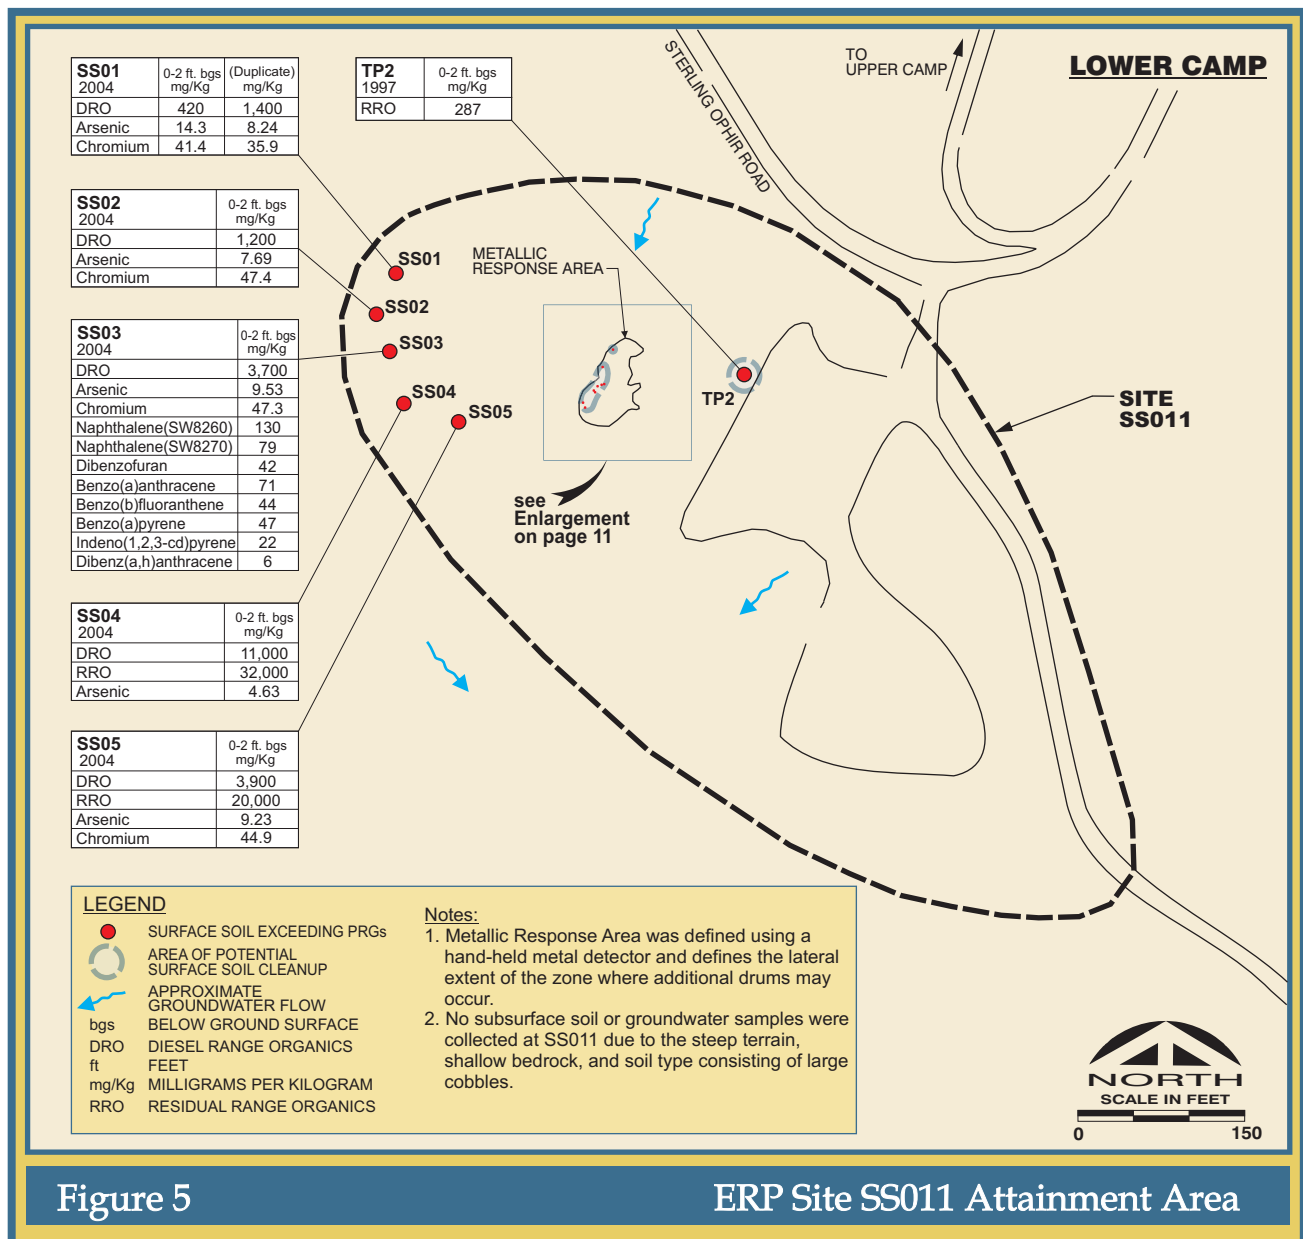 SS01
2004
0-2 ft. bgs
mg/Kg
(Duplicate)
mg/Kg
DRO 420 1,400
Arsenic 14.3 8.24
Chromium 41.4 35.9
TP2
1997
0-2 ft. bgs
mg/Kg
RRO 287
STERLING OPHIR ROAD
TO
UPPER CAMP
LOWER CAMP
SS02
2004
0-2 ft. bgs
mg/Kg
DRO 1,200
Arsenic 7.69
Chromium 47.4
SS03
2004
0-2 ft. bgs
mg/Kg
DRO 3,700
Arsenic 9.53
Chromium 47.3
Naphthalene(SW8260) 130
Naphthalene(SW8270) 79
Dibenzofuran 42
Benzo(a)anthracene 71
Benzo(b)fluoranthene 44
Benzo(a)pyrene 47
Indeno(1,2,3-cd)pyrene 22
Dibenz(a,h)anthracene 6
SS04
2004
0-2 ft. bgs
mg/Kg
DRO 11,000
RRO 32,000
Arsenic 4.63
SS05
2004
0-2 ft. bgs
mg/Kg
DRO 3,900
RRO 20,000
Arsenic 9.23
Chromium 44.9
SS01
SS02
SS03
SS04
SS05
METALLIC
RESPONSE AREA
TP2
see
Enlargement
on page 11
SITE
SS011
LEGEND
SURFACE SOIL EXCEEDING PRGs
AREA OF POTENTIAL
SURFACE SOIL CLEANUP
APPROXIMATE
GROUNDWATER FLOW
bgs BELOW GROUND SURFACE
DRO DIESEL RANGE ORGANICS
ft FEET
mg/Kg MILLIGRAMS PER KILOGRAM
RRO RESIDUAL RANGE ORGANICS
Notes:
1. Metallic Response Area was defined using a
hand-held metal detector and defines the lateral
extent of the zone where additional drums may
occur.
2. No subsurface soil or groundwater samples were
collected at SS011 due to the steep terrain,
shallow bedrock, and soil type consisting of large
cobbles.
NORTH
SCALE IN FEET
0 150
Figure 5
ERP Site SS011 Attainment Area